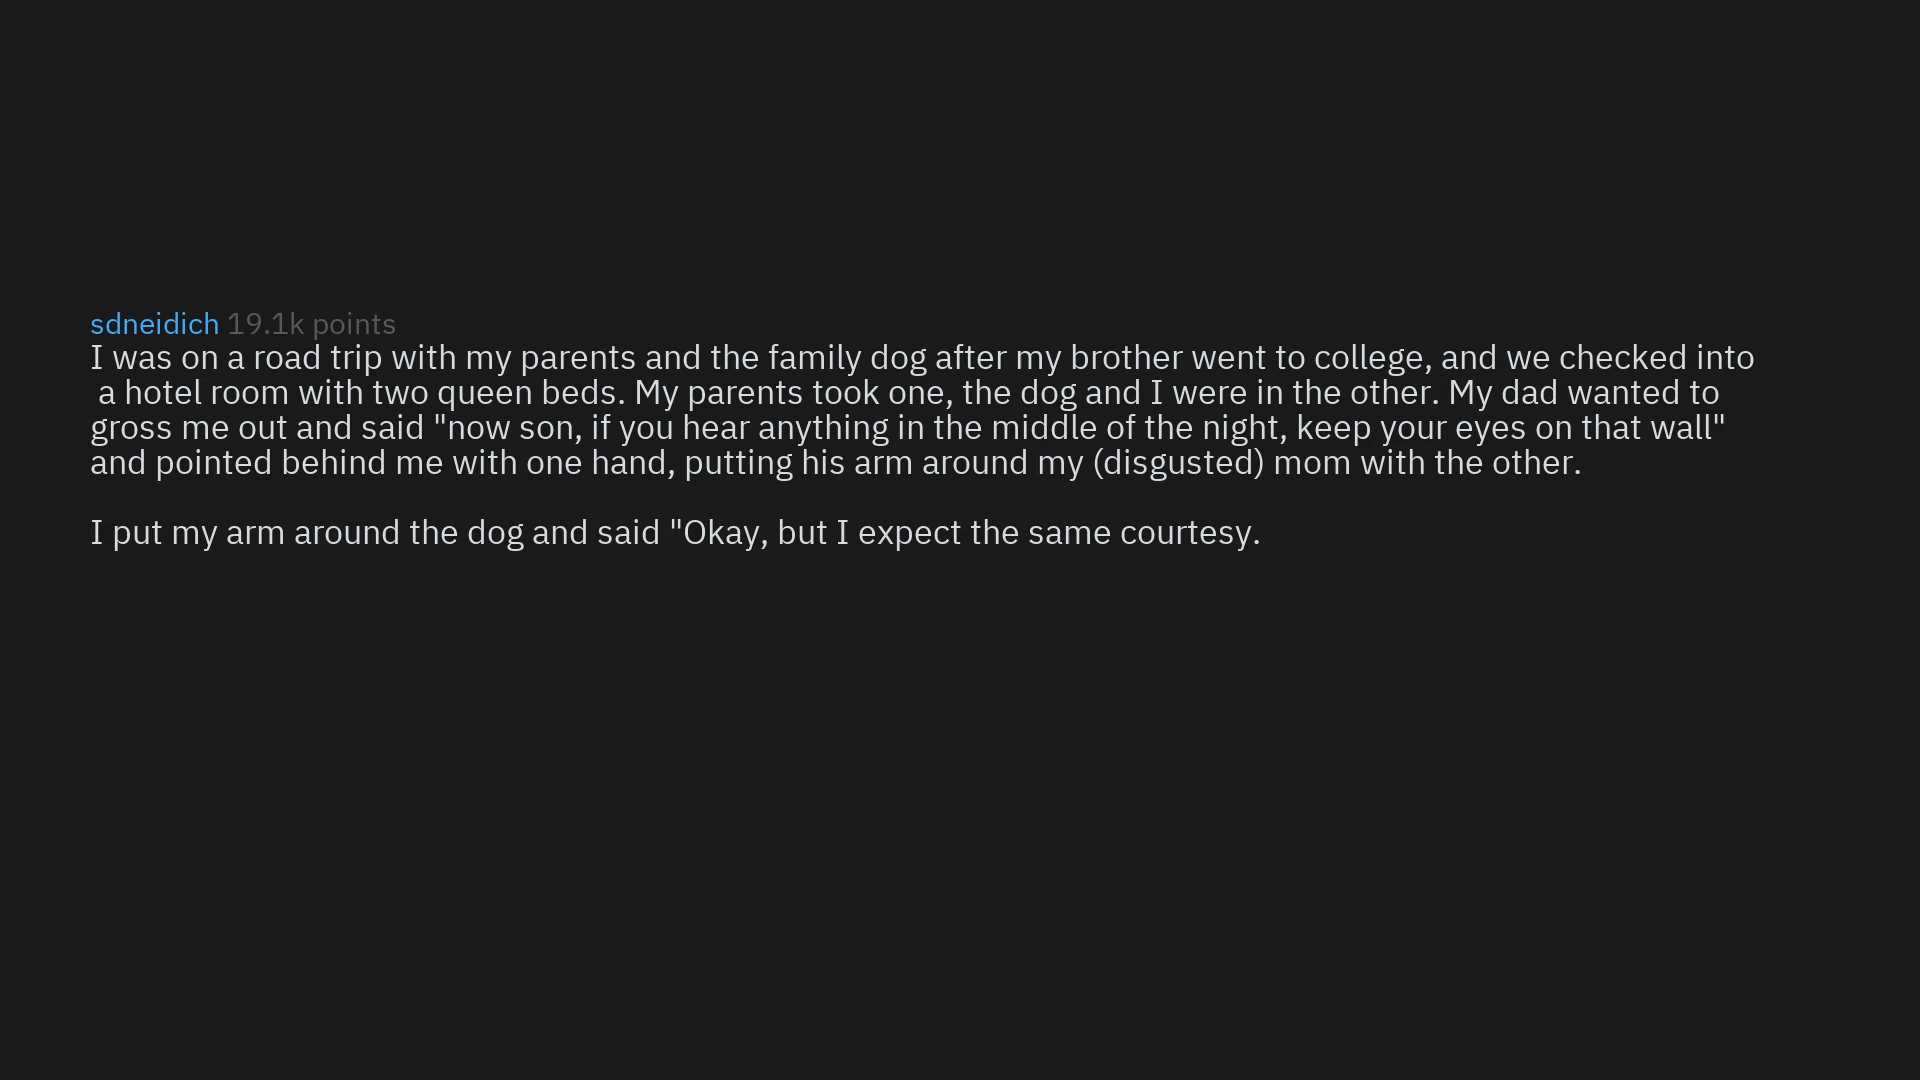 sdneidich 19.1k points
I was on a road trip with my parents and the family dog after my brother went to college, and we checked into
a hotel room with two queen beds. My parents took one, the dog and I were in the other. My dad wanted to
gross me out and said "now son, if you hear anything in the middle of the night, keep your eyes on that wall"
and pointed behind me with one hand, putting his arm around my (disgusted) mom with the other.
I put my arm around the dog and said "Okay, but I expect the same courtesy.